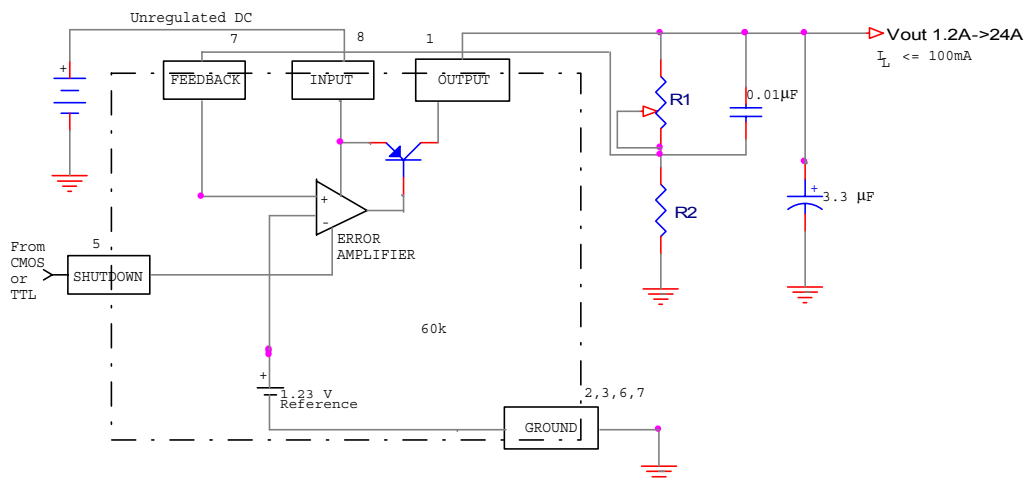 Unregulated DC
7
8
1
Vout 1.2A->24A
IL <= 100mA
+
FEEDBACK
INPUT
OUTPUT
R1
0.01µF
+
-
R2
+
3.3 µF
ERROR
AMPLIFIER
From
CMOS
or
TTL
5
SHUTDOWN
60k
+
1.23 V
Reference
2,3,6,7
GROUND